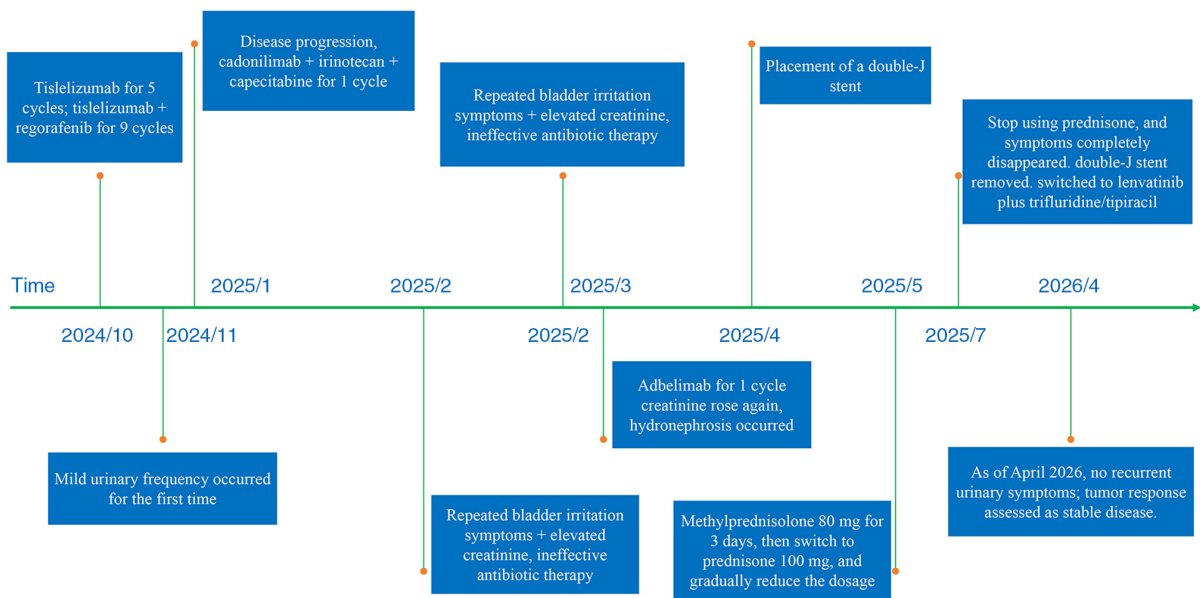 Disease progression,
cadonilimab + irinotecan +
capecitabine for 1 cycle
Tislelizumab for 5
cycles; tislelizumab +
regorafenib for 9 cycles
Repeated bladder irritation
symptoms + elevated creatinine,
ineffective antibiotic therapy
Placement of a double-J
stent
Stop using prednisone, and
symptoms completely
disappeared. double-J stent
removed. switched to lenvatinib
plus trifluridine/tipiracil
Time
2025/1
2025/2
2025/3
2025/5
2026/4
2024/10
2024/11
2025/2
2025/4
2025/7
Adbelimab for 1 cycle
creatinine rose again,
hydronephrosis occurred
Mild urinary frequency occurred
for the first time
As of April 2026, no recurrent
urinary symptoms; tumor response
assessed as stable disease.
Repeated bladder irritation
symptoms + elevated
creatinine, ineffective
antibiotic therapy
Methylprednisolone 80 mg for
3 days, then switch to
prednisone 100 mg, and
gradually reduce the dosage